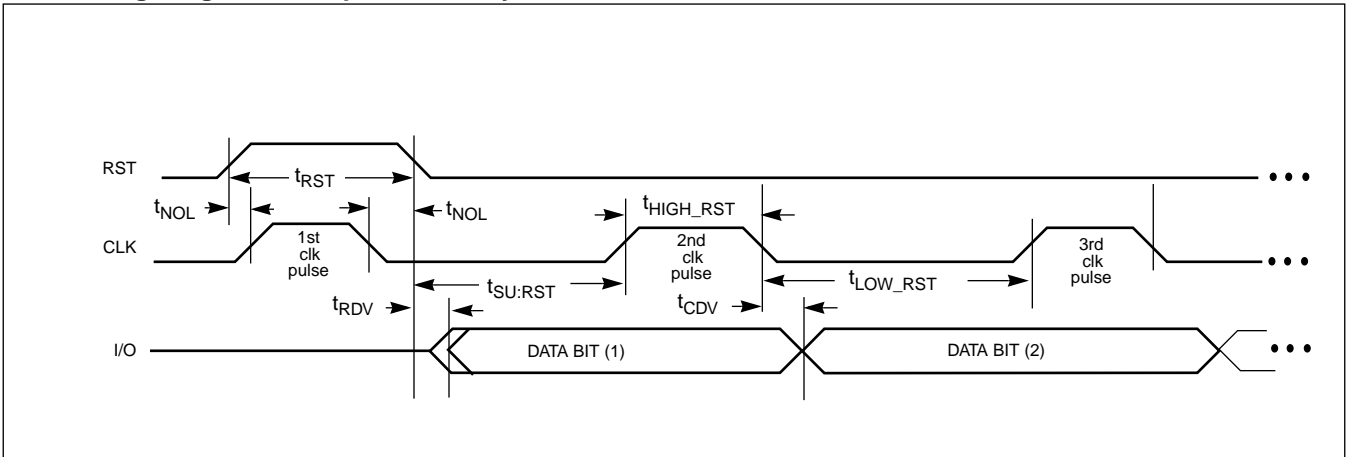 RST
tRST
tNOL
tNOL
tHIGH_RST
CLK
1st
clk
pulse
2nd
clk
pulse
3rd
clk
pulse
tSU:RST
tLOW_RST
tRDV
tCDV
I/O
DATA BIT (1)
DATA BIT (2)